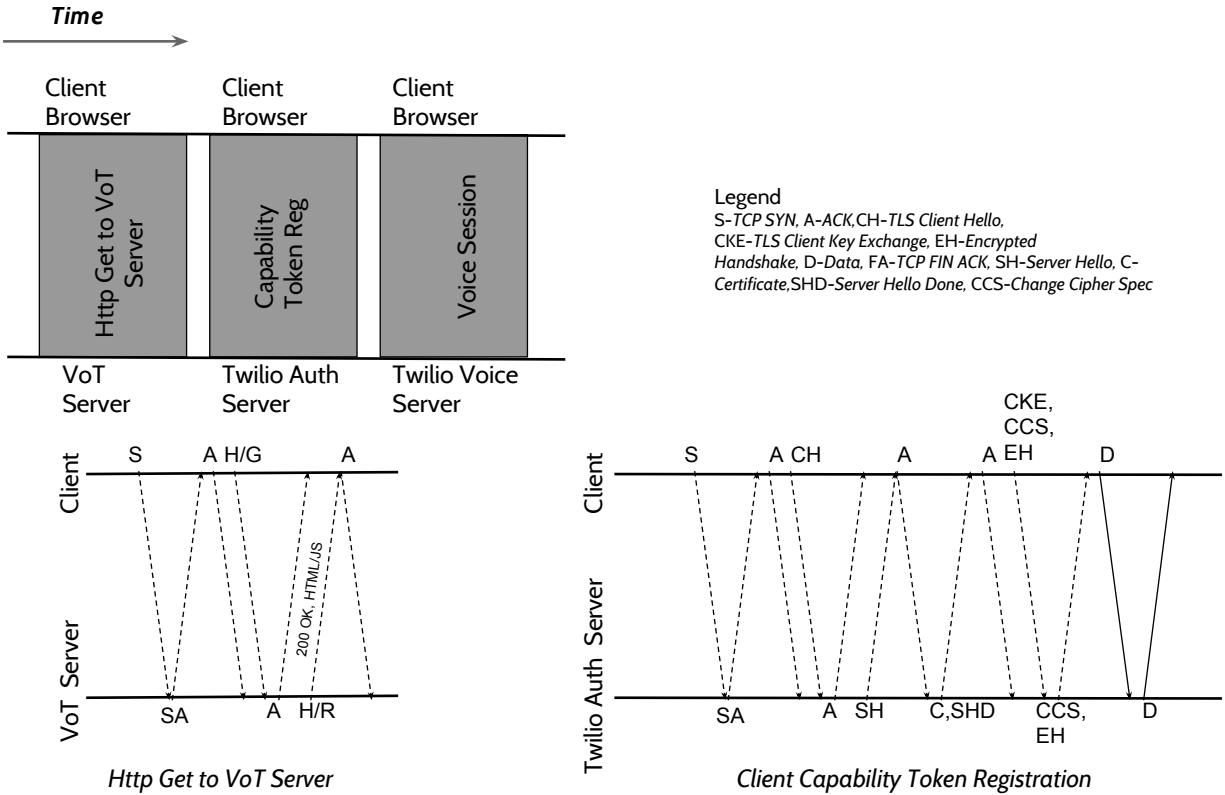 Time
Client
Browser
Client
Browser
Client
Browser
Http Get to VoT
Server
Capability
Token Reg
Voice Session
VoT
Server
Twilio Auth
Server
Twilio Voice
Server
Legend
S-TCP SYN, A-ACK,CH-TLS Client Hello,
CKE-TLS Client Key Exchange, EH-Encrypted
Handshake, D-Data, FA-TCP FIN ACK, SH-Server Hello, C-
Certificate,SHD-Server Hello Done, CCS-Change Cipher Spec
S A H/G A
Client
200 OK, HTML/JS
VoT Server
SA A H/R
Http Get to VoT Server
CKE,
CCS,
EH
S A CH A A D
Client
Twilio Auth Server
SA A SH C,SHD CCS,
EH
D
Client Capability Token Registration